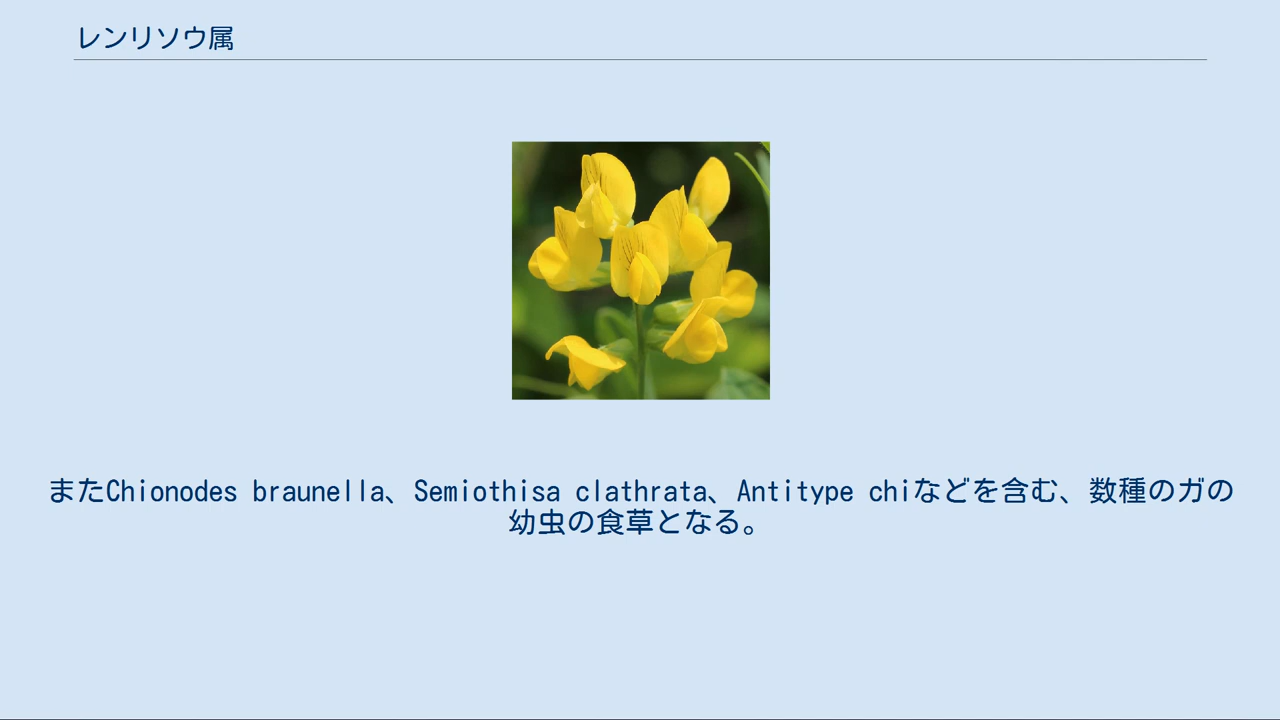 レンリソウ属
またChionodes braunella、Semiothisa clathrata、Antitype chiなどを含む、数種のガの
幼虫の食草となる。